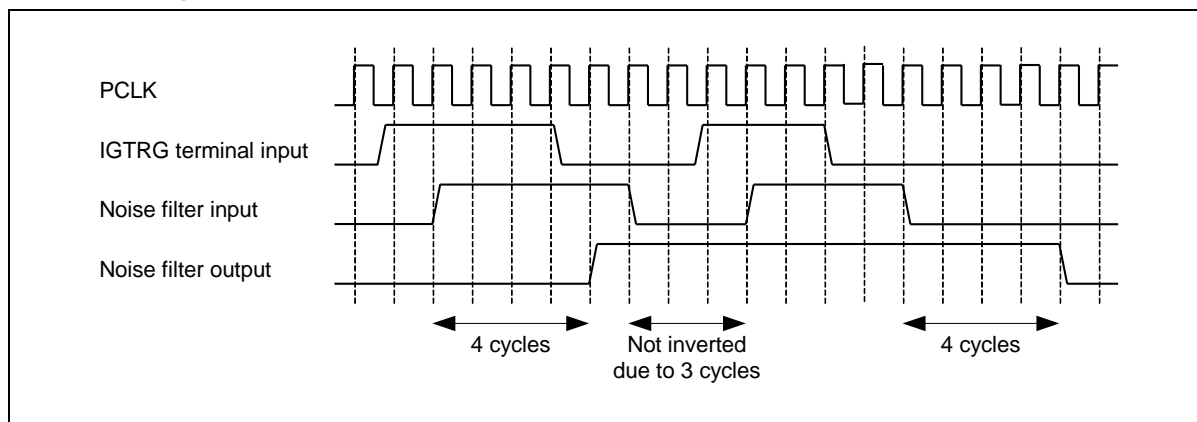 PCLK
IGTRG terminal input
Noise filter input
Noise filter output
4 cycles
Not inverted
due to 3 cycles
4 cycles